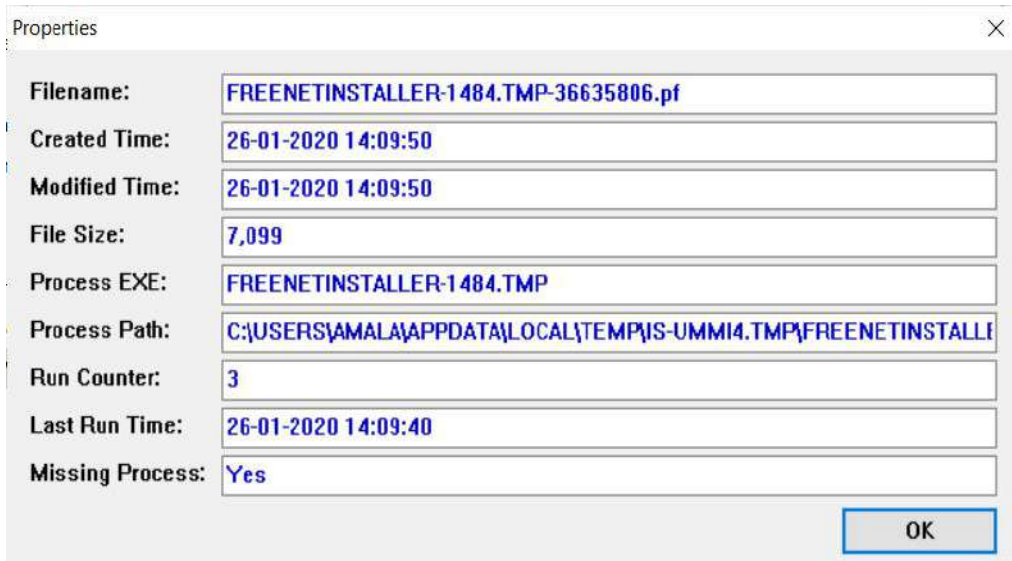 Properties
Filename: FREENETINSTALLER-1484.TMP-36635806.pf
Created Time: 26-01-2020 14:09:50
Modified Time: 26-01-2020 14:09:50
File Size: 7,099
Process EXE: FREENETINSTALLER-1484.TMP
Process Path: C:\USERS\AMALA\APPDATA\LOCAL\TEMP\IS-UMMI4.TMP\FREENETINSTALLE
Run Counter: 3
Last Run Time: 26-01-2020 14:09:40
Missing Process: Yes
OK